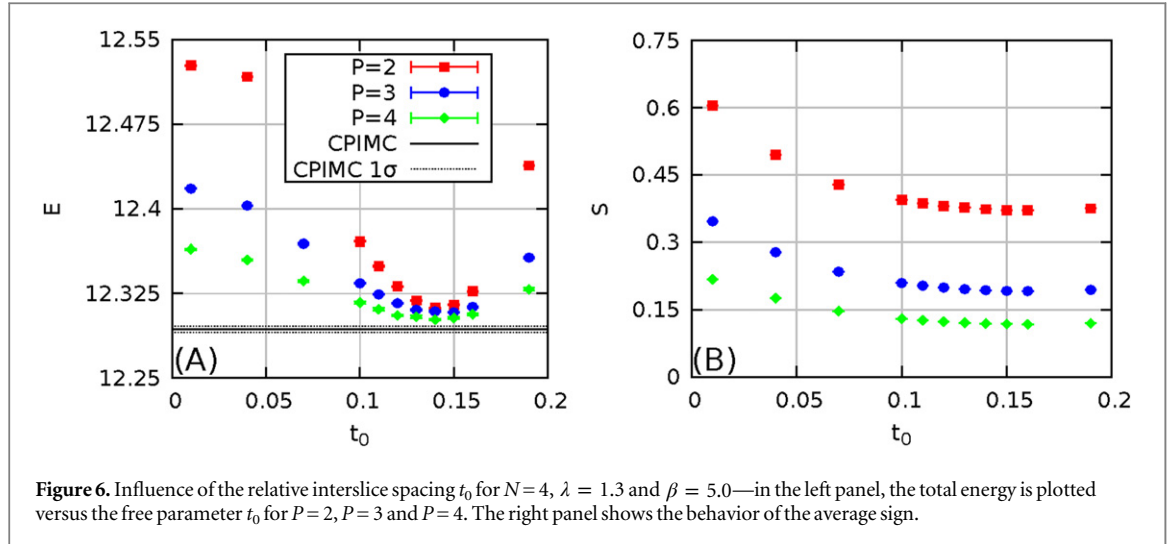 12.55
12.475
12.4
12.325
12.25
E
P=2
P=3
P=4
CPIMC
CPIMC 1σ
(A)
0 0.05 0.1 0.15 0.2
t₀
0.75
0.6
0.45
0.3
0.15
0
S
(B)
0 0.05 0.1 0.15 0.2
t₀
Figure 6. Influence of the relative interslice spacing t₀ for N = 4, λ = 1.3 and β = 5.0—in the left panel, the total energy is plotted
versus the free parameter t₀ for P = 2, P = 3 and P = 4. The right panel shows the behavior of the average sign.